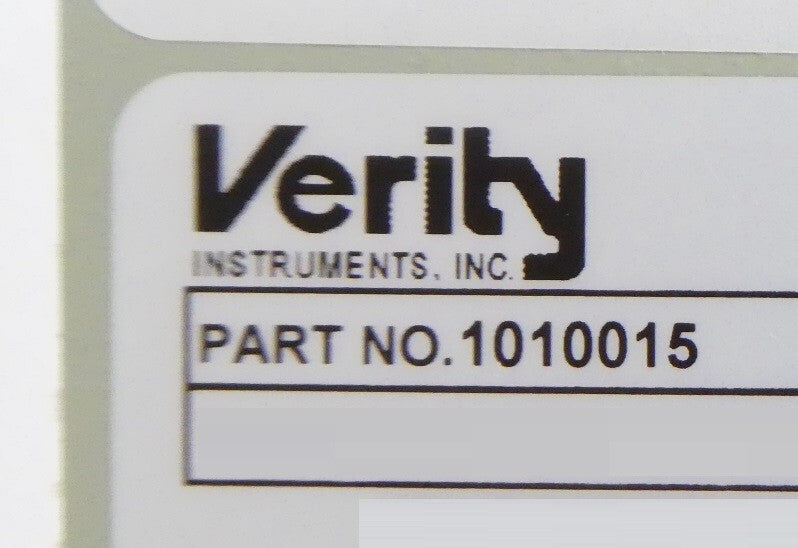 Verity
INSTRUMENTS, INC.
PART NO. 1010015